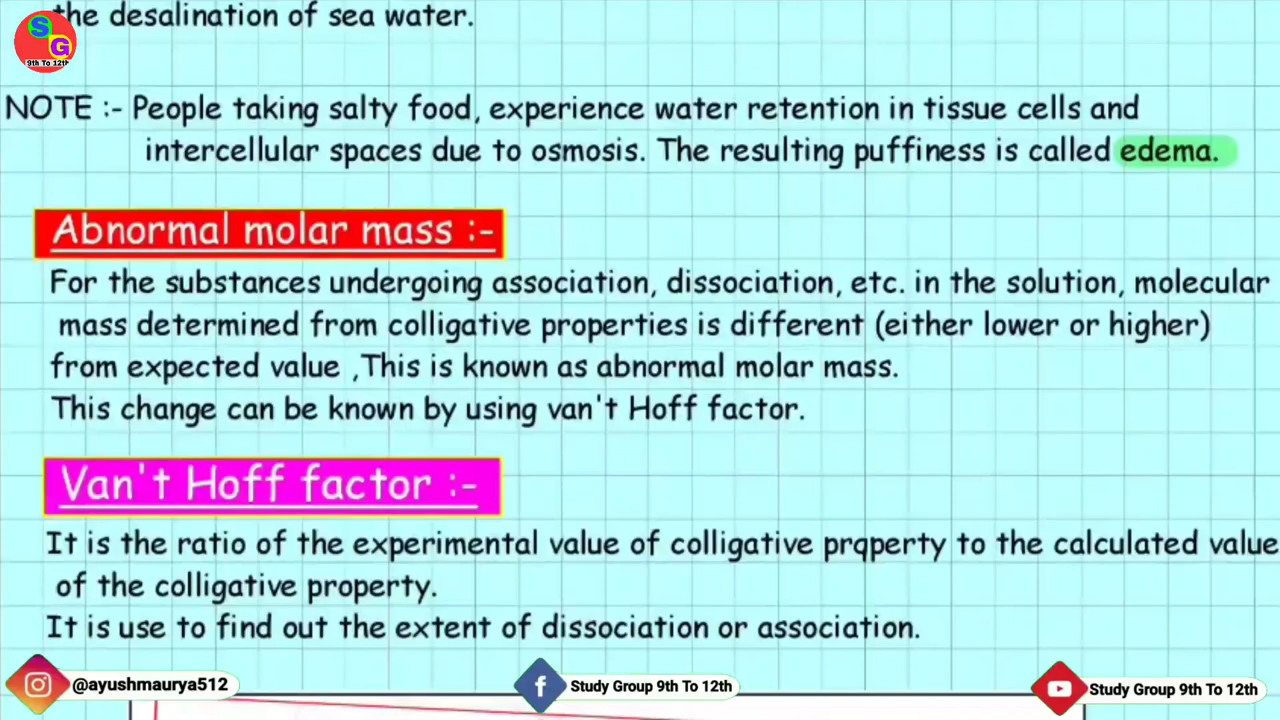 the desalination of sea water.
S
G
9th To 12th
NOTE :- People taking salty food, experience water retention in tissue cells and
intercellular spaces due to osmosis. The resulting puffiness is called edema.
Abnormal molar mass :-
For the substances undergoing association, dissociation, etc. in the solution, molecular
mass determined from colligative properties is different (either lower or higher)
from expected value ,This is known as abnormal molar mass.
This change can be known by using van't Hoff factor.
Van't Hoff factor :-
It is the ratio of the experimental value of colligative prqperty to the calculated value
of the colligative property.
It is use to find out the extent of dissociation or association.
@ayushmaurya512
Study Group 9th To 12th
Study Group 9th To 12th